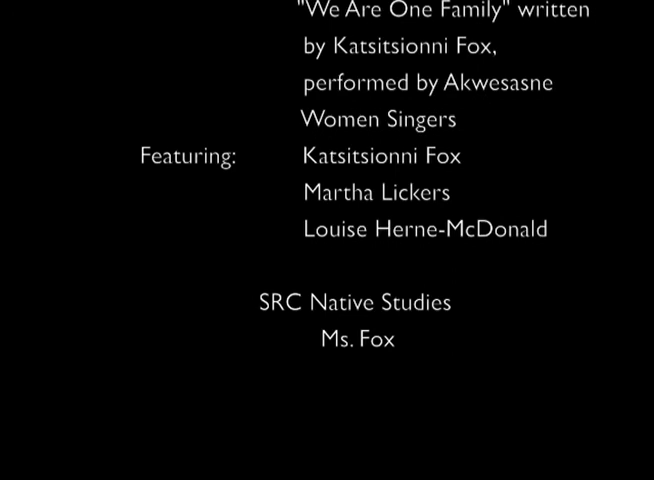 "We Are One Family" written
by Katsitsionni Fox,
performed by Akwesasne
Women Singers
Featuring: Katsitsionni Fox
Martha Lickers
Louise Herne-McDonald
SRC Native Studies
Ms. Fox